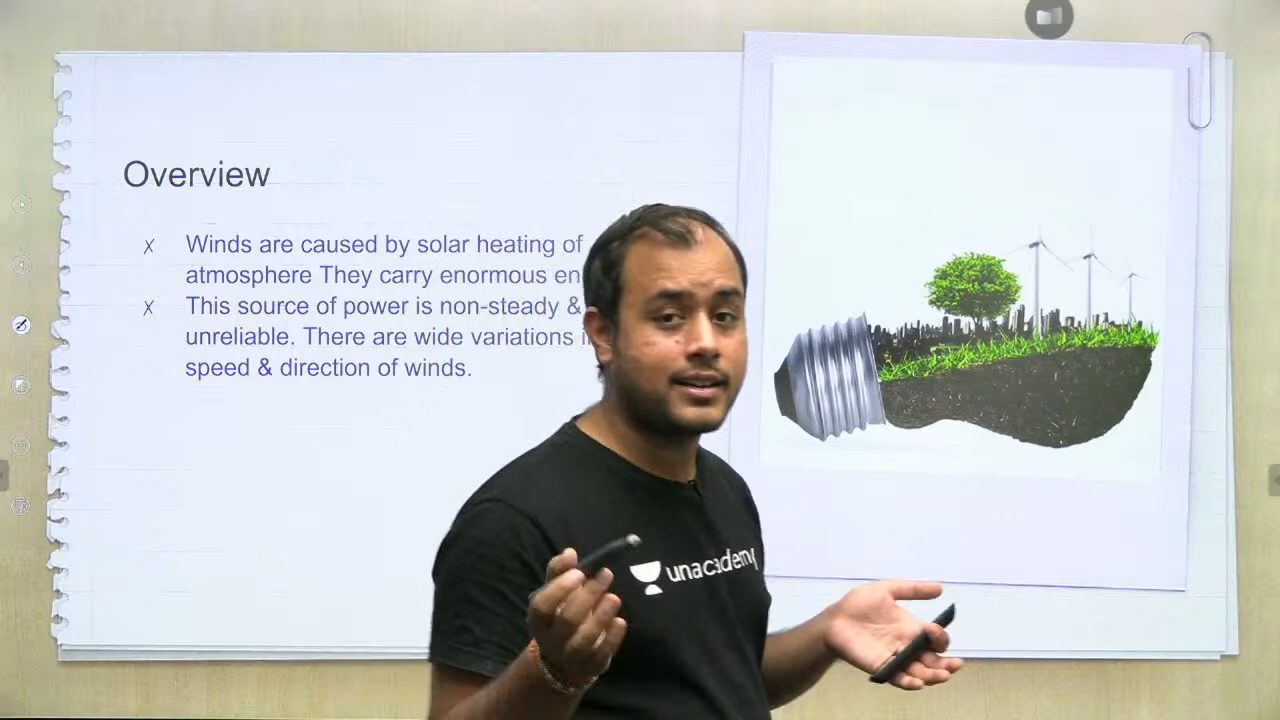 Overview
x Winds are caused by solar heating of
atmosphere They carry enormous
x This source of power is non-steady &
unreliable. There are wide variations
speed & direction of winds.
unacademy